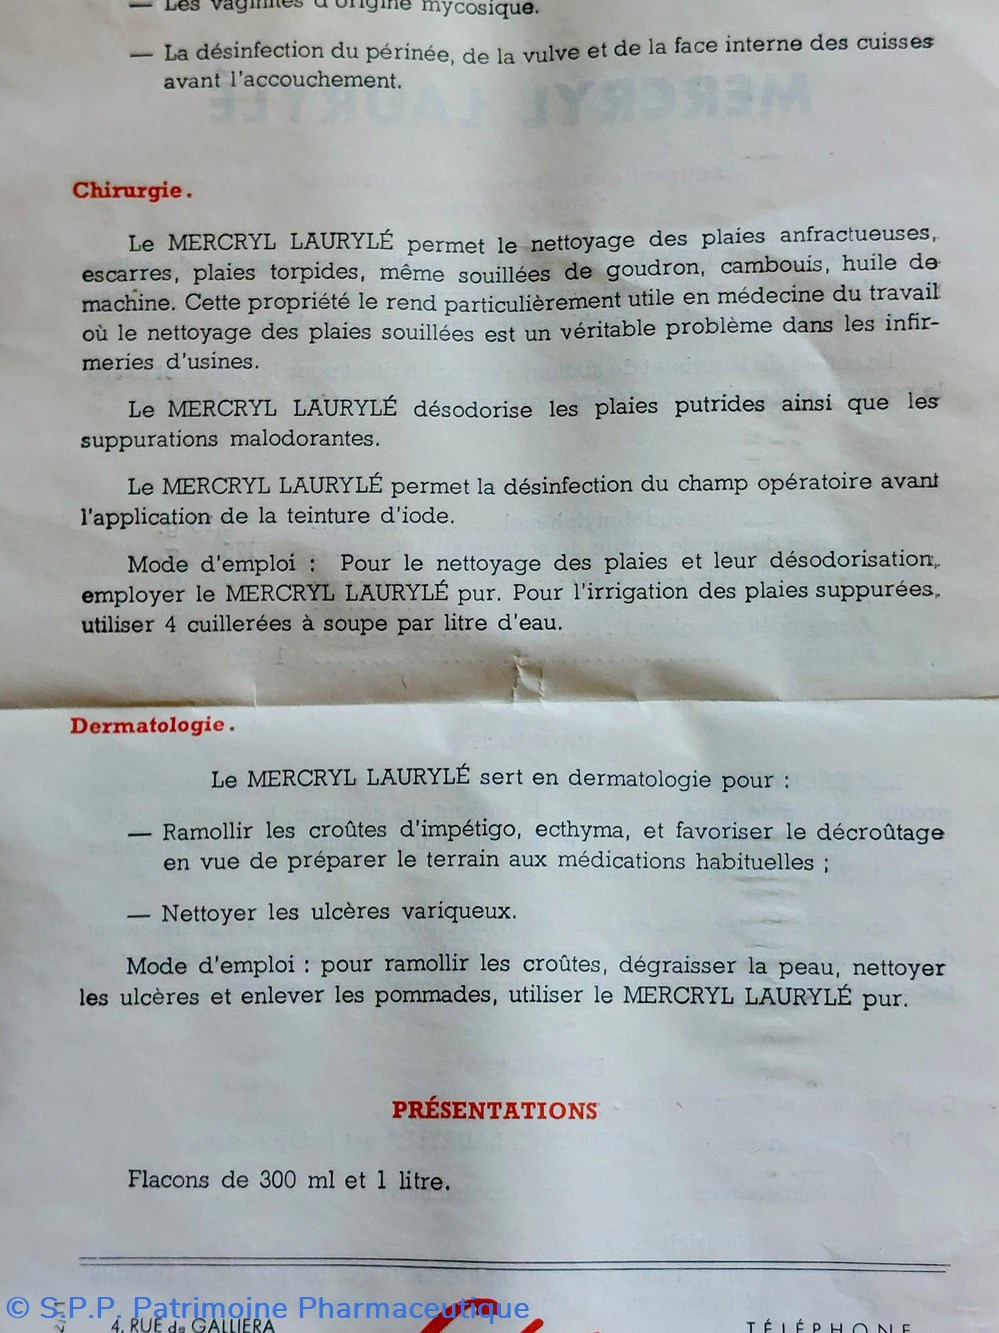 — Les vaginites d'origine mycosique.
— La désinfection du périnée, de la vulve et de la face interne des cuisses
avant l'accouchement.
MERCRYL LAURYLÉ
Chirurgie.
Le MERCRYL LAURYLÉ permet le nettoyage des plaies anfractueuses,
escarres, plaies torpides, même souillées de goudron, cambouis, huile de
machine. Cette propriété le rend particulièrement utile en médecine du travail
où le nettoyage des plaies souillées est un véritable problème dans les infir-
meries d'usines.
Le MERCRYL LAURYLÉ désodorise les plaies putrides ainsi que les
suppurations malodorantes.
Le MERCRYL LAURYLÉ permet la désinfection du champ opératoire avant
l'application de la teinture d'iode.
Mode d'emploi : Pour le nettoyage des plaies et leur désodorisation,
employer le MERCRYL LAURYLÉ pur. Pour l'irrigation des plaies suppurées,
utiliser 4 cuillerées à soupe par litre d'eau.
Dermatologie.
Le MERCRYL LAURYLÉ sert en dermatologie pour :
— Ramollir les croûtes d'impétigo, ecthyma, et favoriser le décroûtage
en vue de préparer le terrain aux médications habituelles ;
— Nettoyer les ulcères variqueux.
Mode d'emploi : pour ramollir les croûtes, dégraisser la peau, nettoyer
les ulcères et enlever les pommades, utiliser le MERCRYL LAURYLÉ pur.
PRÉSENTATIONS
Flacons de 300 ml et 1 litre.
© S.P.P. Patrimoine Pharmaceutique
4, RUE de GALLIERA
TÉLÉPHONE